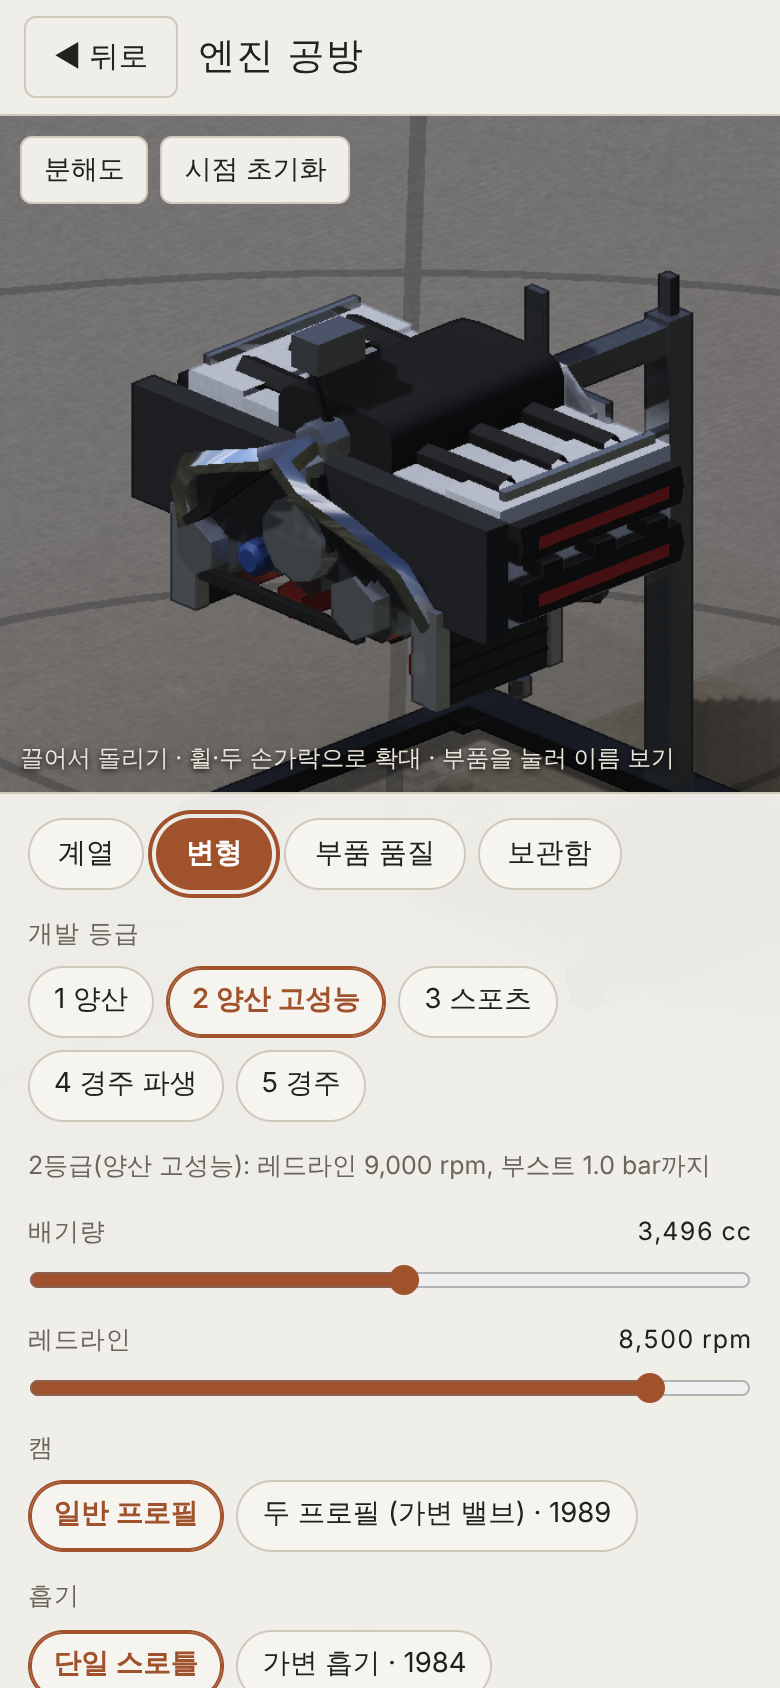 ◀ 뒤로 엔진 공방
분해도 시점 초기화
끌어서 돌리기 · 휠·두 손가락으로 확대 · 부품을 눌러 이름 보기
계열 변형 부품 품질 보관함
개발 등급
1 양산 2 양산 고성능 3 스포츠
4 경주 파생 5 경주
2등급(양산 고성능): 레드라인 9,000 rpm, 부스트 1.0 bar까지
배기량 3,496 cc
레드라인 8,500 rpm
캠
일반 프로필 두 프로필 (가변 밸브) · 1989
흡기
단일 스로틀 가변 흡기 · 1984